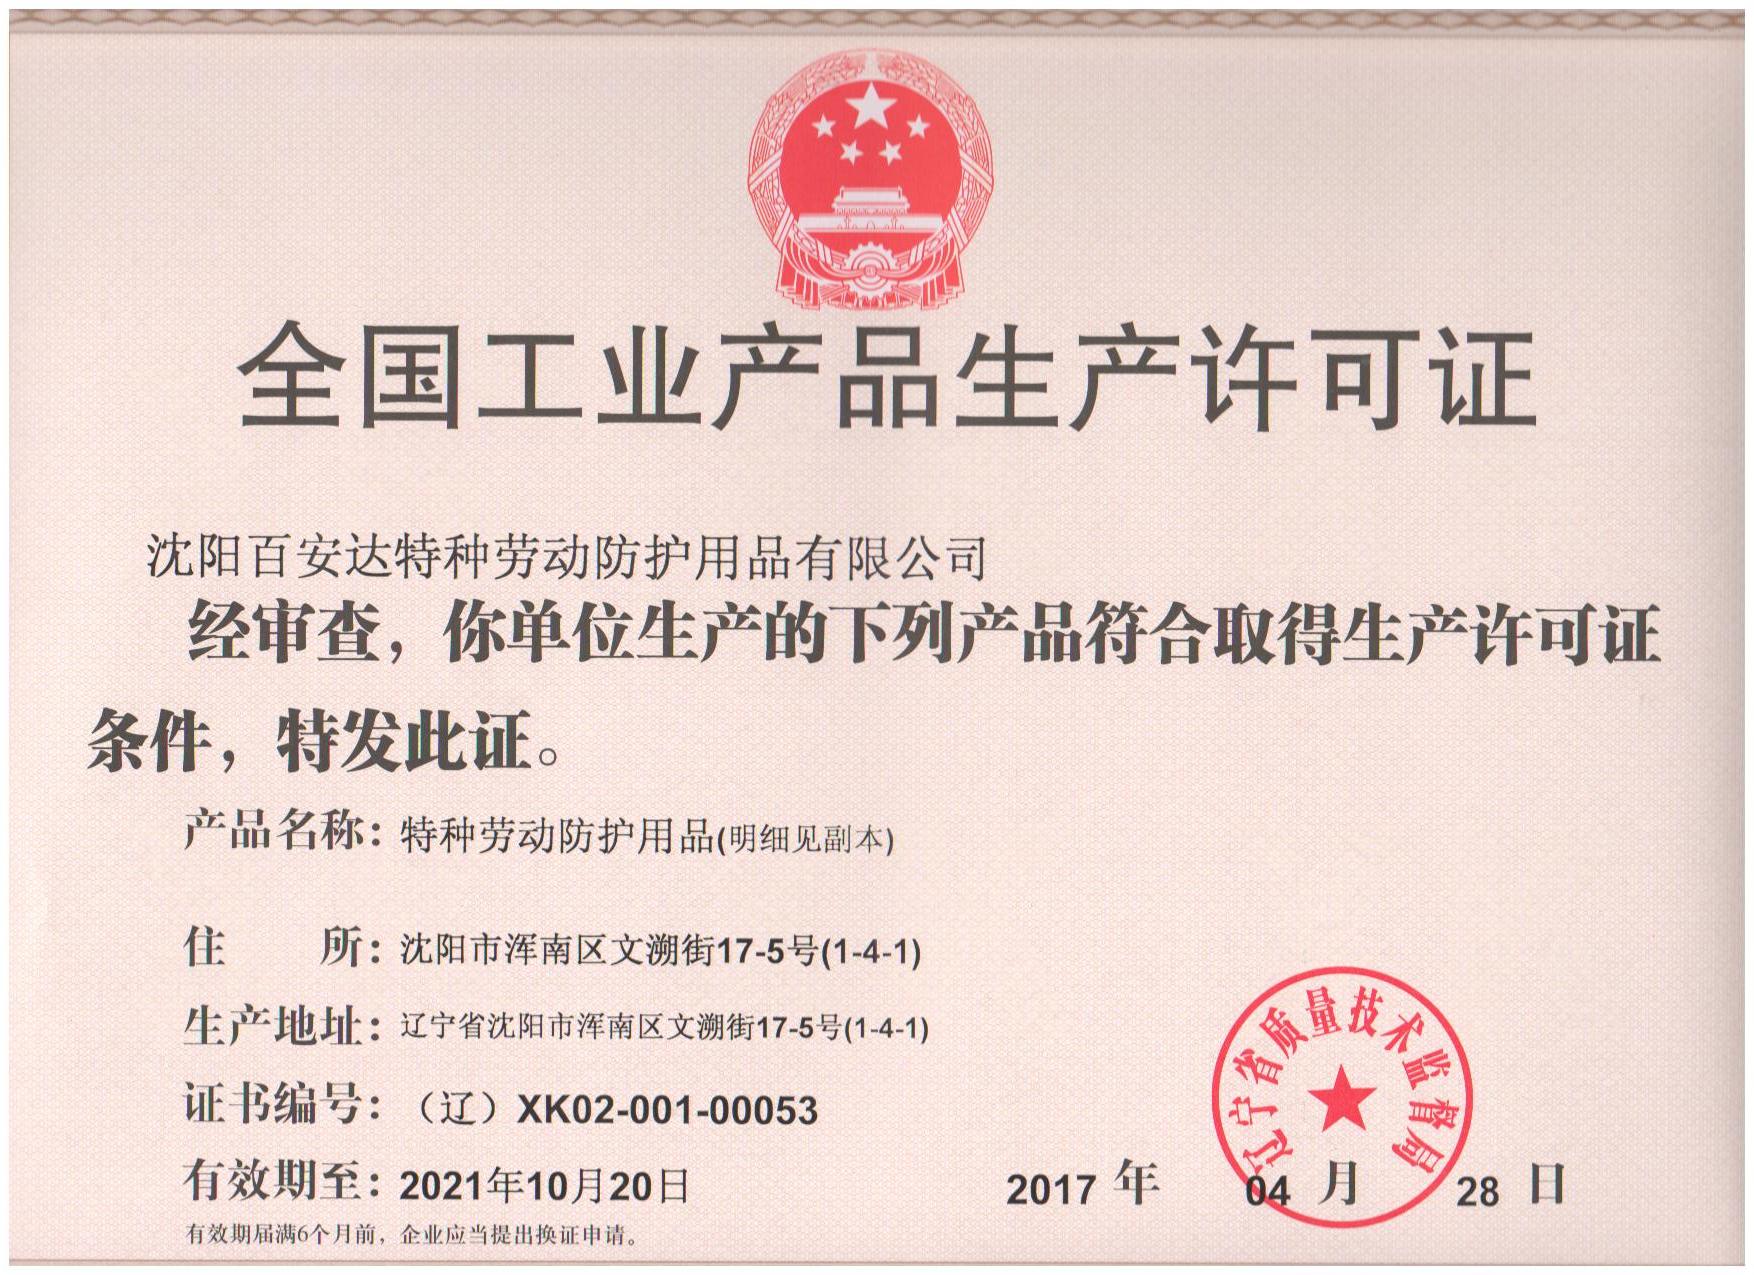 全国工业产品生产许可证
沈阳百安达特种劳动防护用品有限公司
经审查，你单位生产的下列产品符合取得生产许可证
条件，特发此证。
产品名称：特种劳动防护用品(明细见副本)
住　　所：沈阳市浑南区文溯街17-5号(1-4-1)
生产地址：辽宁省沈阳市浑南区文溯街17-5号(1-4-1)
证书编号：（辽）XK02-001-00053
有效期至：2021年10月20日
有效期届满6个月前，企业应当提出换证申请。
辽宁省质量技术监督局
2017 年 04 月 28 日